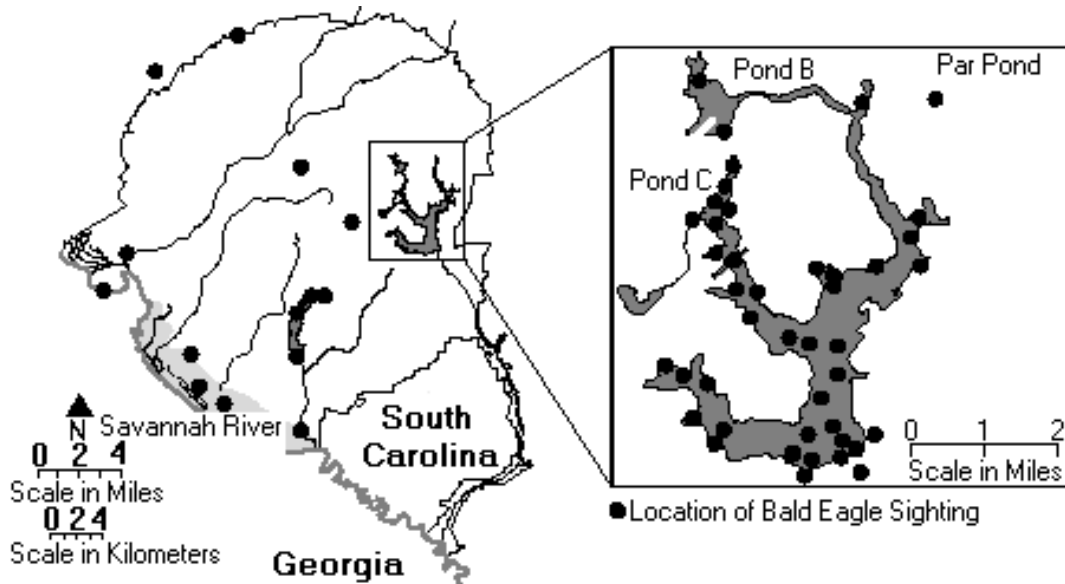 Pond B
Par Pond
Pond C
South
Carolina
Savannah River
N
0 2 4
Scale in Miles
0 2 4
Scale in Kilometers
Georgia
0 1 2
Scale in Miles
Location of Bald Eagle Sighting